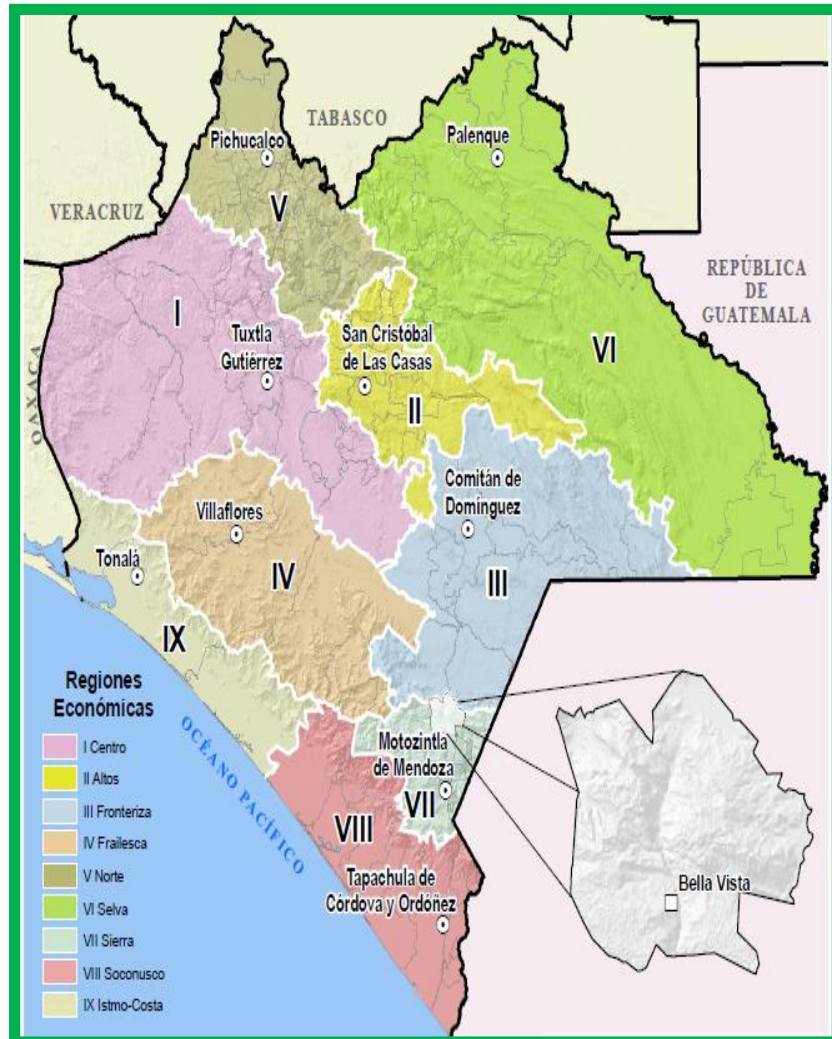 TABASCO
Pichucalco
Palenque
VERACRUZ
V
REPÚBLICA
DE
GUATEMALA
I
Tuxtla
Gutiérrez
San Cristóbal
de Las Casas
VI
OAXACA
II
Comitán de
Domínguez
Villaflores
Tonalá
IV
III
IX
Regiones
Económicas
I Centro
II Altos
III Fronteriza
IV Frailesca
V Norte
VI Selva
VII Sierra
VIII Soconusco
IX Istmo-Costa
OCÉANO PACÍFICO
Motozintla
de Mendoza
VII
VIII
Tapachula de
Córdova y Ordóñez
Bella Vista